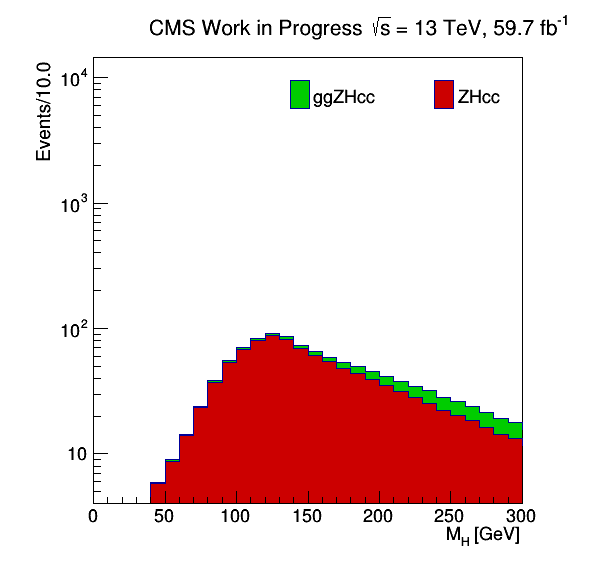 CMS Work in Progress √s = 13 TeV, 59.7 fb⁻¹
Events/10.0
ggZHcc
ZHcc
10⁴
10³
10²
10
0 50 100 150 200 250 300
M_H [GeV]